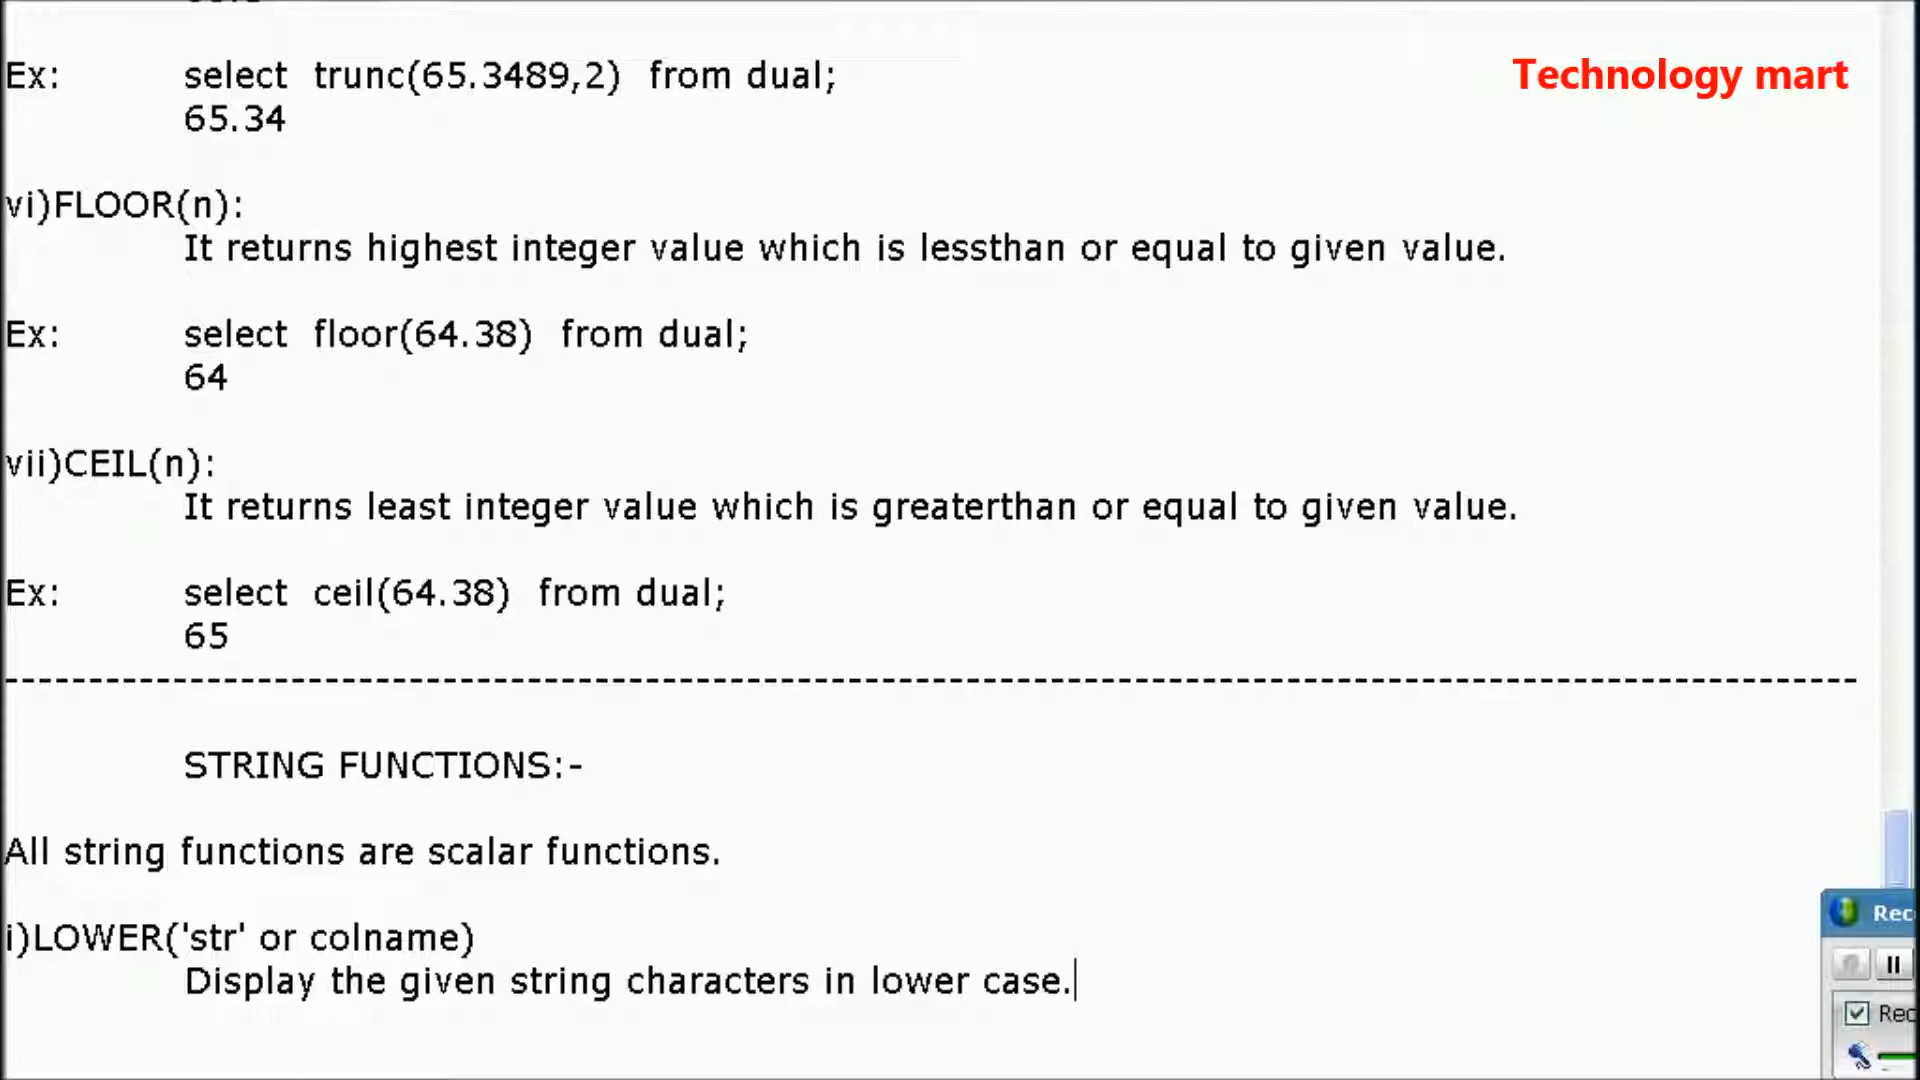 Ex: select trunc(65.3489,2) from dual;
Technology mart
65.34
vi)FLOOR(n):
It returns highest integer value which is lessthan or equal to given value.
Ex: select floor(64.38) from dual;
64
vii)CEIL(n):
It returns least integer value which is greaterthan or equal to given value.
Ex: select ceil(64.38) from dual;
65
--------------------------------------------------------------------------------------------------------
STRING FUNCTIONS:-
All string functions are scalar functions.
i)LOWER('str' or colname)
Display the given string characters in lower case.